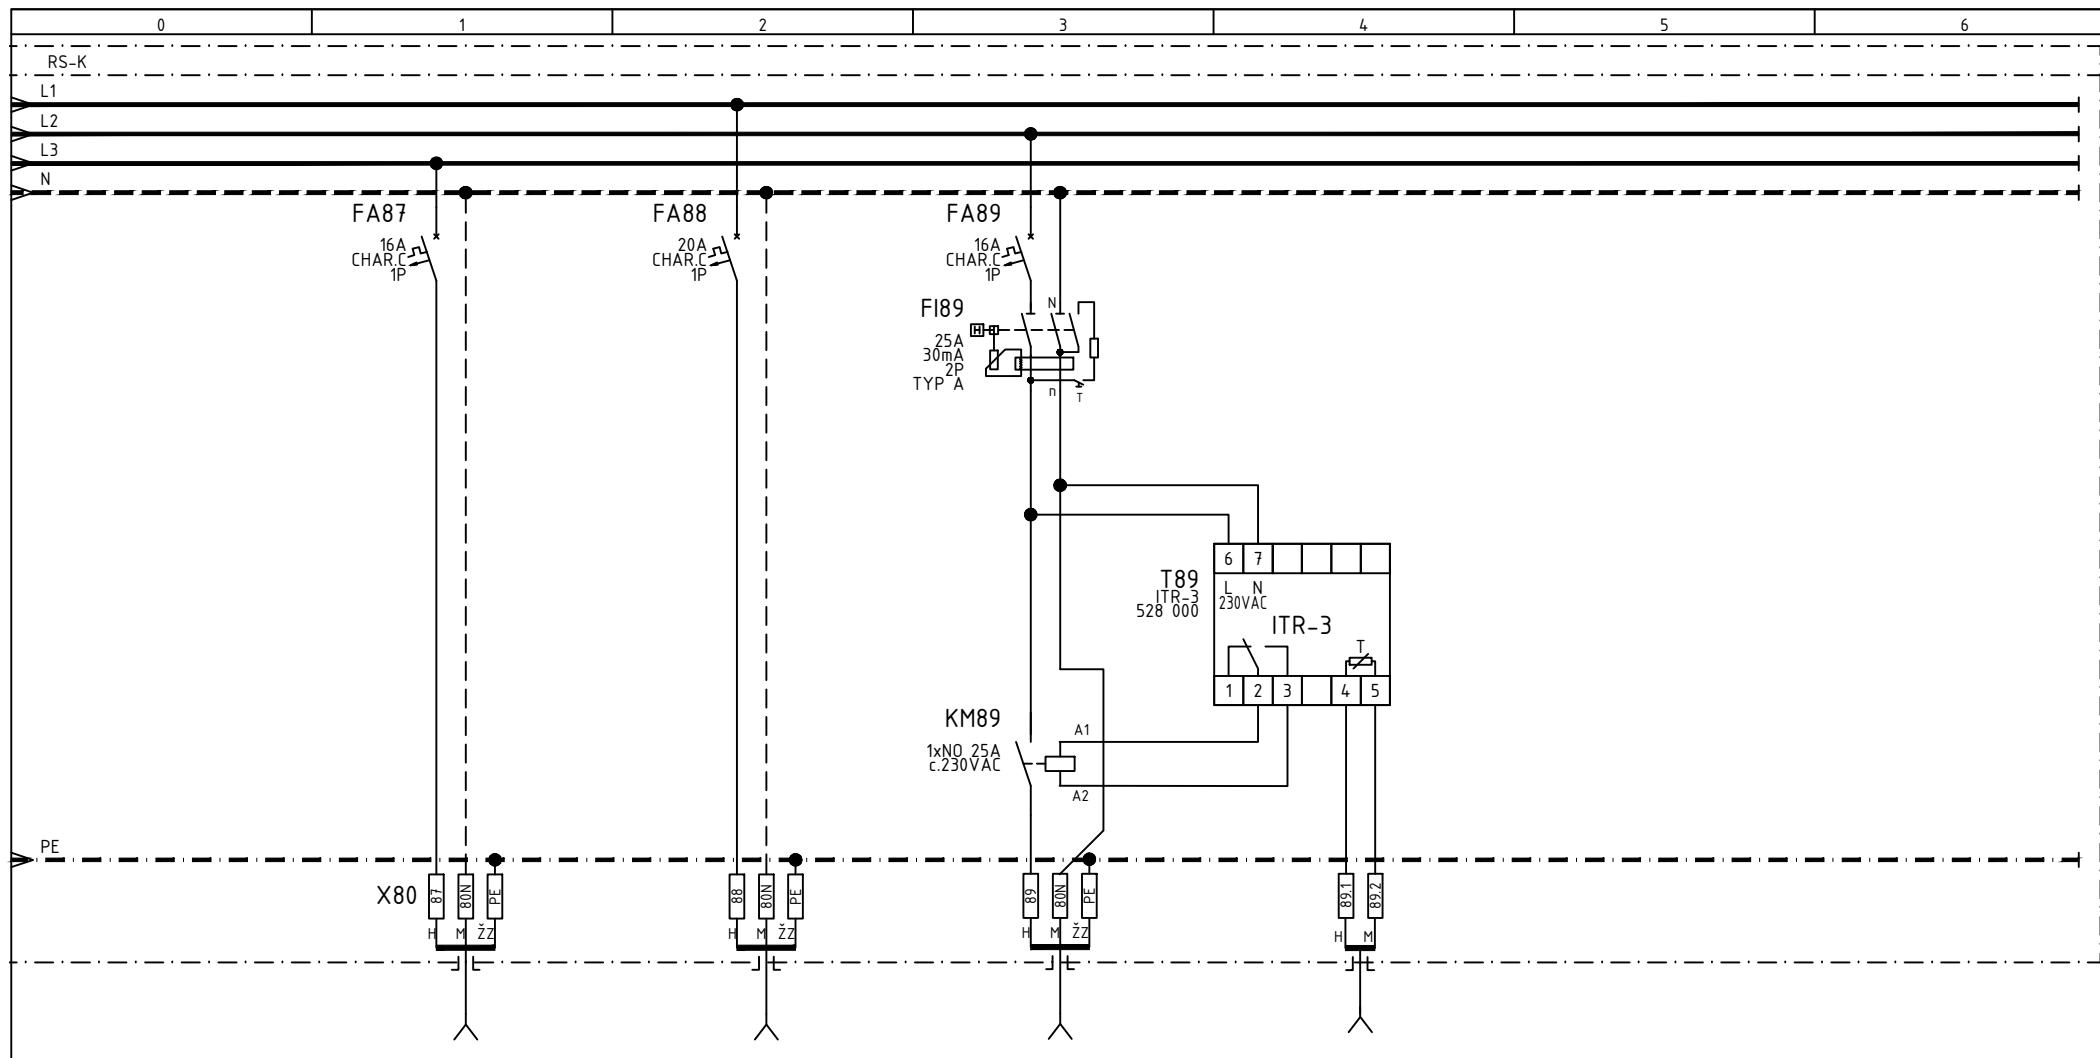 0 1 2 3 4 5 6
RS-K
L1
L2
L3
N
FA87
16A
CHAR.C
1P
FA88
20A
CHAR.C
1P
FA89
16A
CHAR.C
1P
FI89
25A
30mA
2P
TYP A
N
H
n
T
6 7
L N
230VAC
ITR-3
T
1 2 3 4 5
T89
ITR-3
528 000
KM89
1xNO 25A
c.230VAC
A1
A2
PE
X80
87 80N PE
H M ŽZ
88 80N PE
H M ŽZ
89 80N PE
H M ŽZ
89.1 89.2
H M